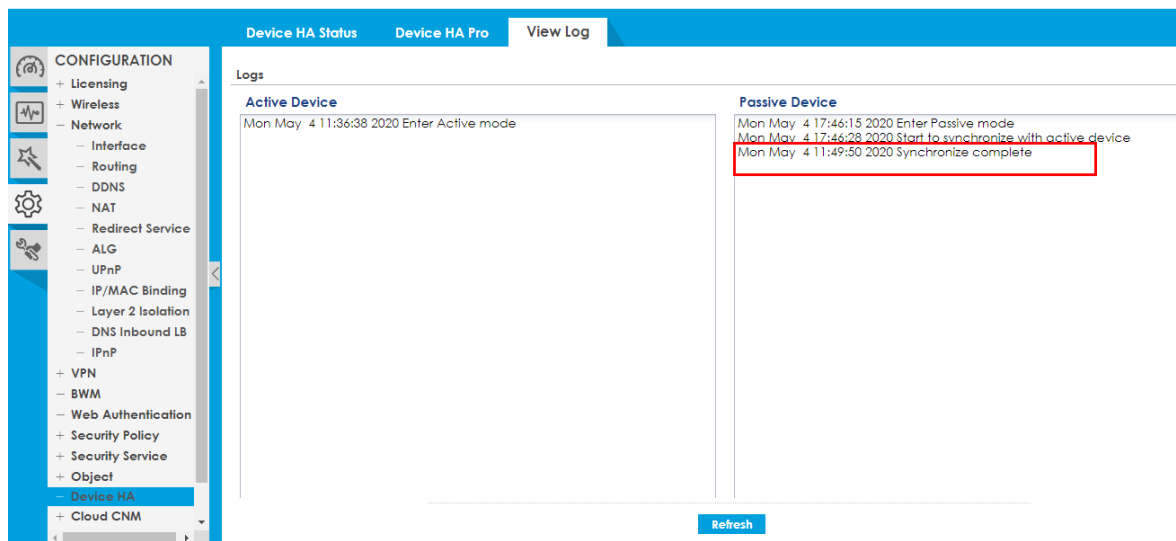 Device HA Status
Device HA Pro
View Log
CONFIGURATION
+ Licensing
+ Wireless
− Network
− Interface
− Routing
− DDNS
− NAT
− Redirect Service
− ALG
− UPnP
− IP/MAC Binding
− Layer 2 Isolation
− DNS Inbound LB
− IPnP
+ VPN
− BWM
− Web Authentication
+ Security Policy
+ Security Service
+ Object
− Device HA
+ Cloud CNM
Logs
Active Device
Mon May 4 11:36:38 2020 Enter Active mode
Passive Device
Mon May 4 17:46:15 2020 Enter Passive mode
Mon May 4 17:46:28 2020 Start to synchronize with active device
Mon May 4 11:49:50 2020 Synchronize complete
Refresh